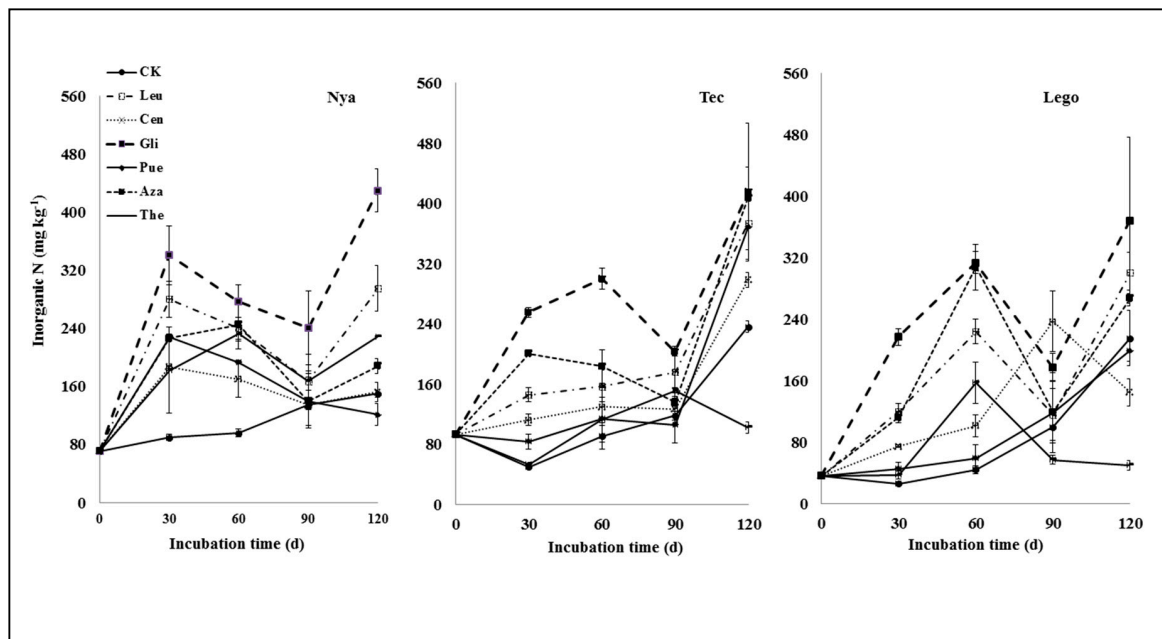 CK
Leu
Cen
Gli
Pue
Aza
The
Nya
Inorganic N (mg kg-1)
560
480
400
320
240
160
80
0
0 30 60 90 120
Incubation time (d)
Tec
560
480
400
320
240
160
80
0
0 30 60 90 120
Incubation time (d)
Lego
560
480
400
320
240
160
80
0
0 30 60 90 120
Incubation time (d)